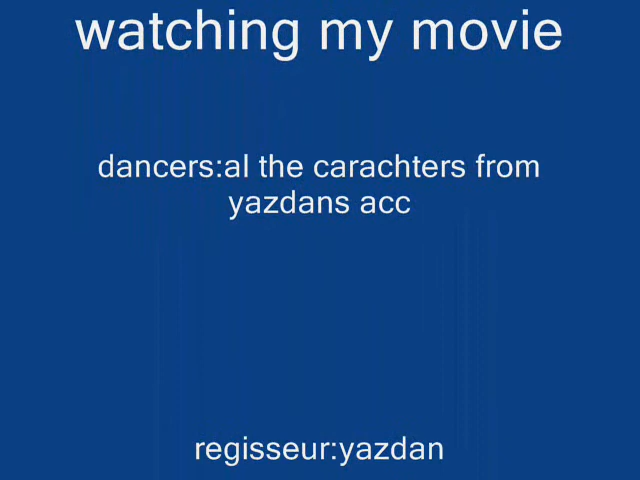 watching my movie
dancers:al the carachters from
yazdans acc
regisseur:yazdan